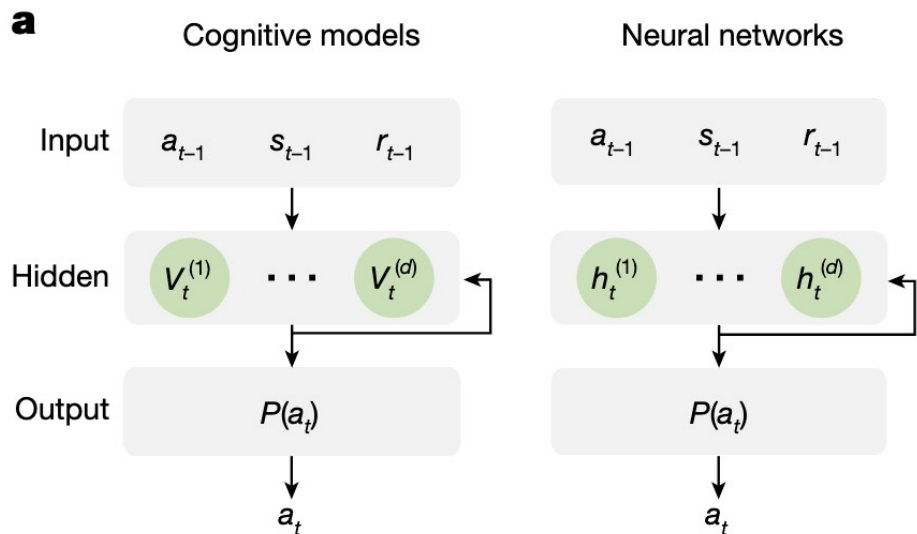 a
Cognitive models Neural networks
Input a_{t–1} s_{t–1} r_{t–1} a_{t–1} s_{t–1} r_{t–1}
Hidden V_t^{(1)} ··· V_t^{(d)} h_t^{(1)} ··· h_t^{(d)}
Output P(a_t) P(a_t)
a_t a_t